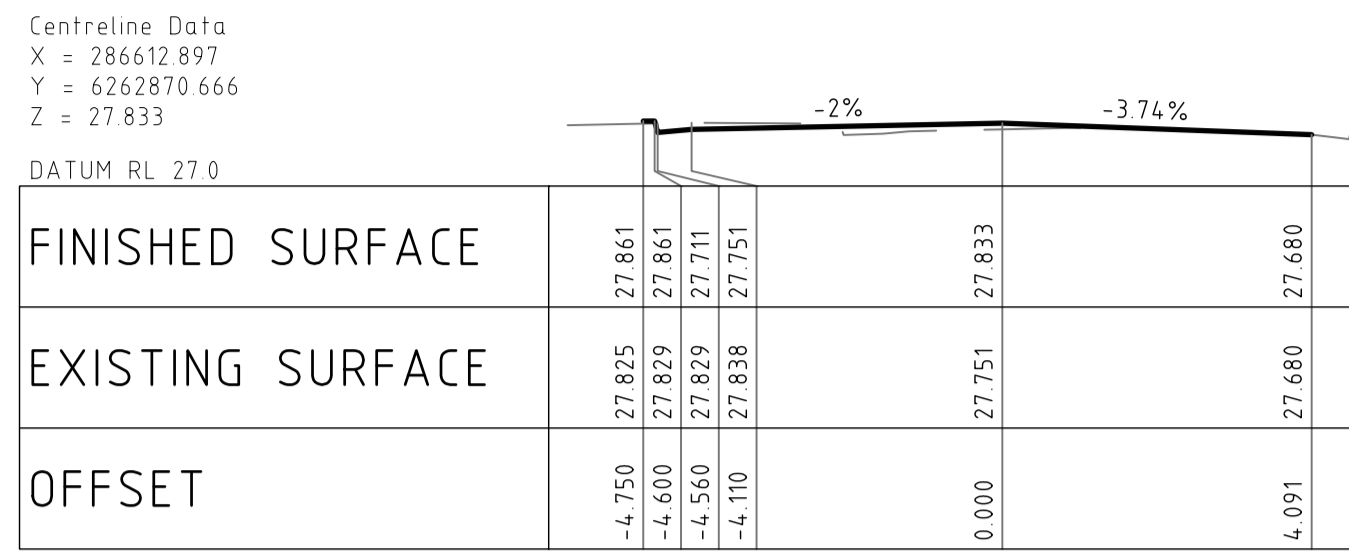 Centreline Data
X = 286612.897
Y = 6262870.666
Z = 27.833
-2%
-3.74%
DATUM RL 27.0
FINISHED SURFACE 27.861 27.861 27.711 27.751 27.833 27.680
EXISTING SURFACE 27.825 27.829 27.829 27.838 27.751 27.680
OFFSET -4.750 -4.600 -4.560 -4.110 0.000 4.091